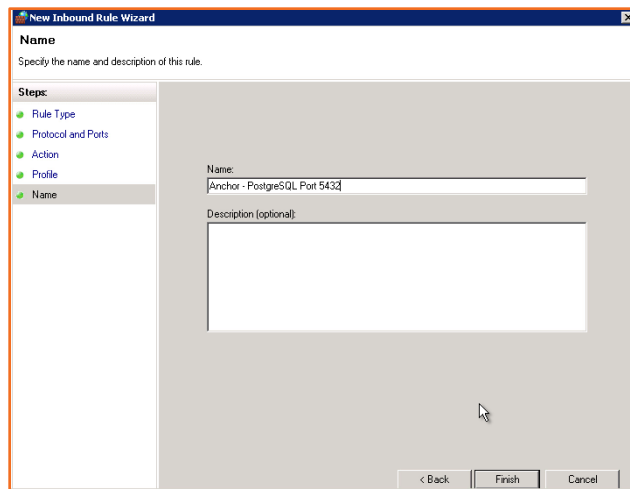 New Inbound Rule Wizard
Name
Specify the name and description of this rule.
Steps:
Rule Type
Protocol and Ports
Action
Profile
Name
Name:
Anchor - PostgreSQL Port 5432
Description (optional):
< Back
Finish
Cancel